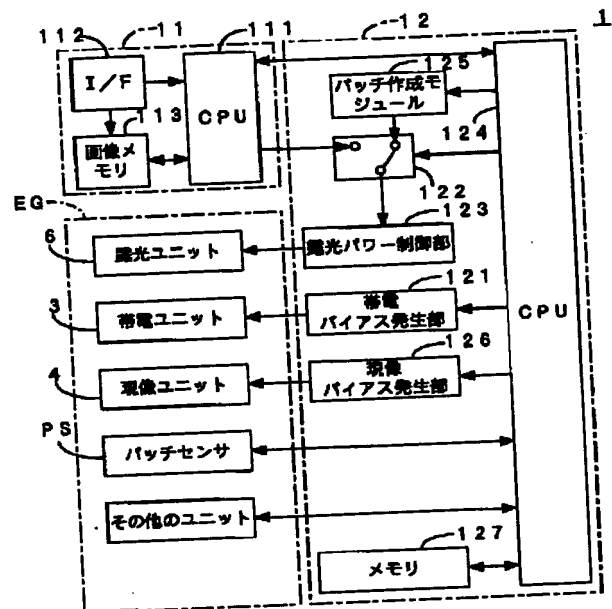 1
112
11
111
12
I/F
113
CPU
画像メ
モリ
125
パッチ作成モ
ジュール
124
122
123
露光パワー制御部
EG
6
露光ユニット
121
3
帯電ユニット
帯電
バイアス発生部
CPU
126
4
現像ユニット
現像
バイアス発生部
PS
パッチセンサ
その他のユニット
127
メモリ